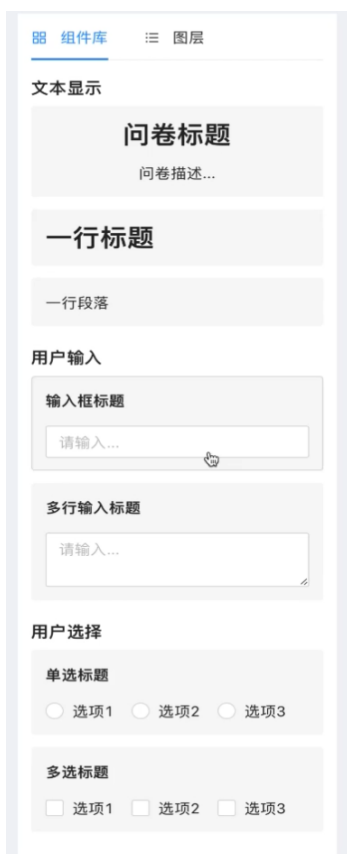 组件库 图层
文本显示
问卷标题
问卷描述...
一行标题
一行段落
用户输入
输入框标题
请输入...
多行输入标题
请输入...
用户选择
单选标题
选项1 选项2 选项3
多选标题
选项1 选项2 选项3